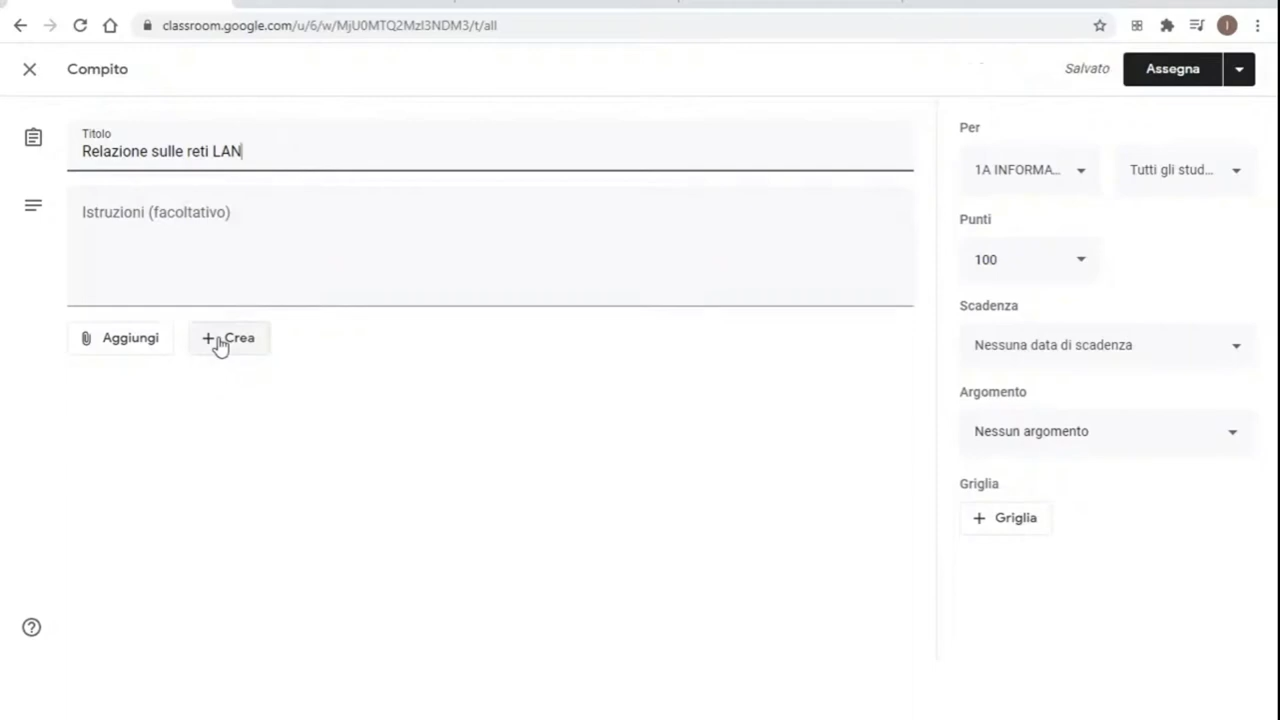 classroom.google.com/u/6/w/MjU0MTQ2MzI3NDM3/t/all
I
Compito
Salvato
Assegna
Titolo
Relazione sulle reti LAN
Istruzioni (facoltativo)
Aggiungi
Crea
Per
1A INFORMA...
Tutti gli stud...
Punti
100
Scadenza
Nessuna data di scadenza
Argomento
Nessun argomento
Griglia
Griglia